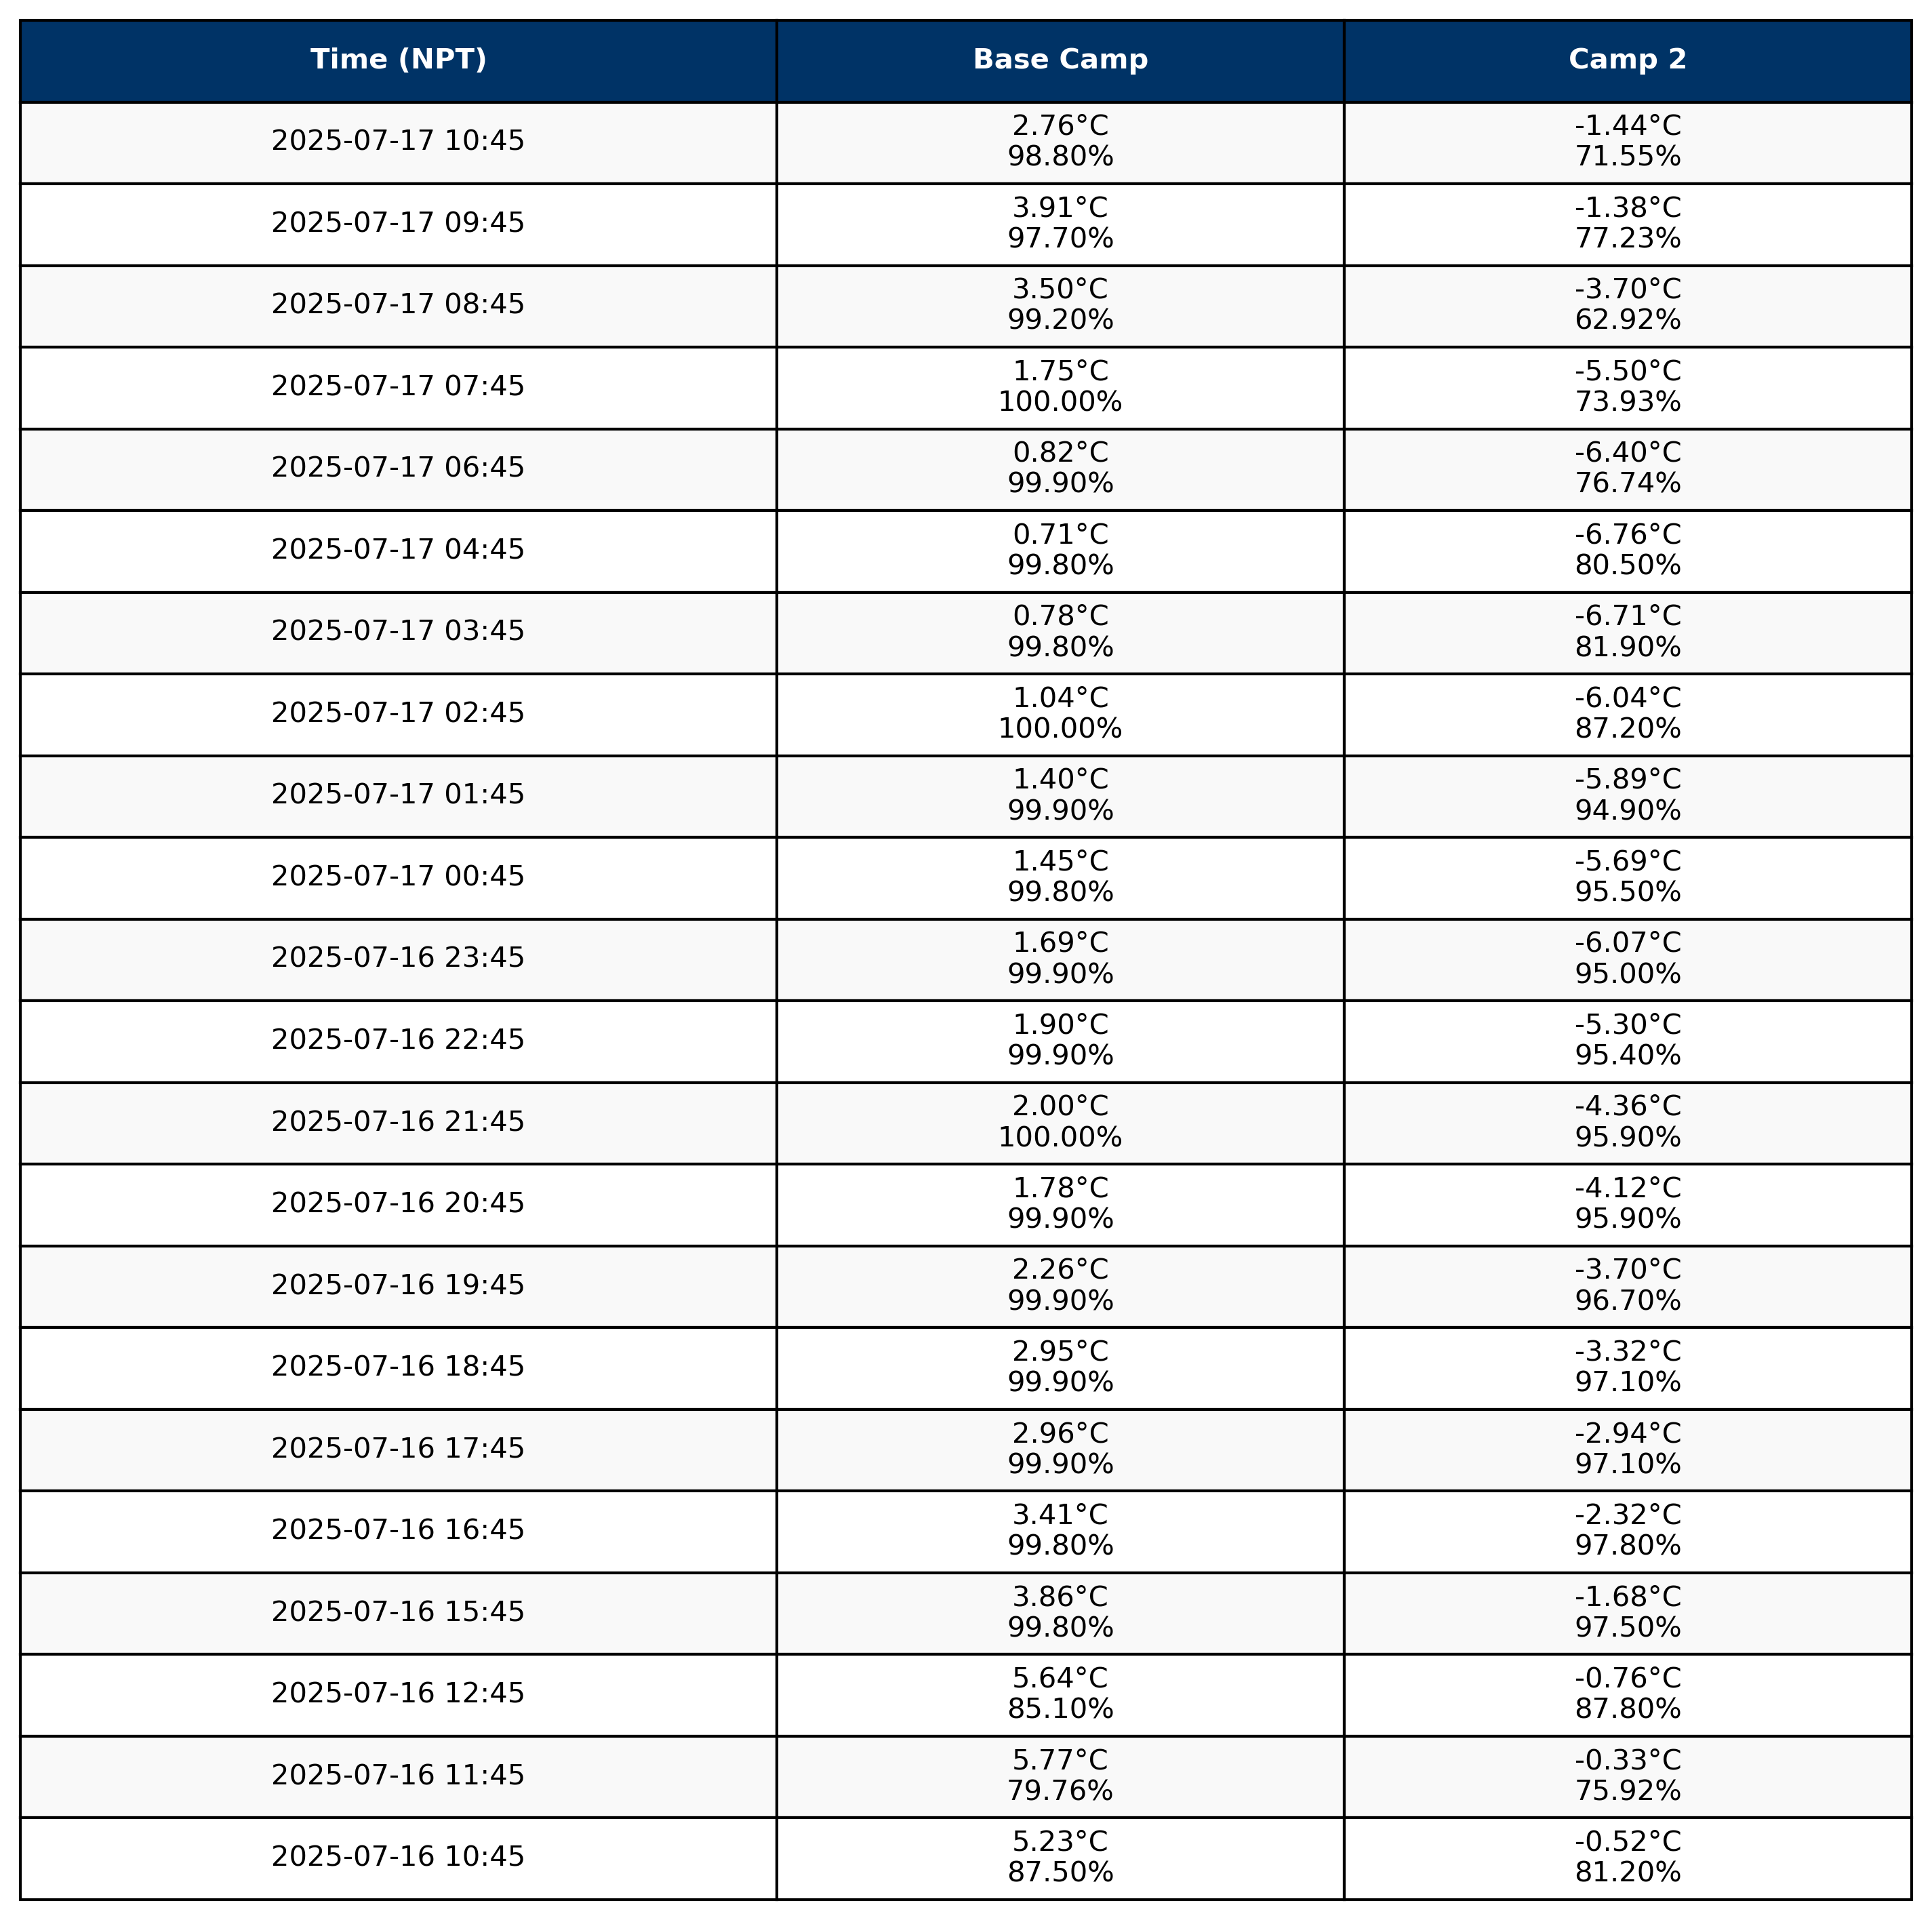 Time (NPT) Base Camp Camp 2
2025-07-17 10:45
2.76°C -1.44°C
98.80% 71.55%
2025-07-17 09:45
3.91°C -1.38°C
97.70% 77.23%
2025-07-17 08:45
3.50°C -3.70°C
99.20% 62.92%
2025-07-17 07:45
1.75°C -5.50°C
100.00% 73.93%
2025-07-17 06:45
0.82°C -6.40°C
99.90% 76.74%
2025-07-17 04:45
0.71°C -6.76°C
99.80% 80.50%
2025-07-17 03:45
0.78°C -6.71°C
99.80% 81.90%
2025-07-17 02:45
1.04°C -6.04°C
100.00% 87.20%
2025-07-17 01:45
1.40°C -5.89°C
99.90% 94.90%
2025-07-17 00:45
1.45°C -5.69°C
99.80% 95.50%
2025-07-16 23:45
1.69°C -6.07°C
99.90% 95.00%
2025-07-16 22:45
1.90°C -5.30°C
99.90% 95.40%
2025-07-16 21:45
2.00°C -4.36°C
100.00% 95.90%
2025-07-16 20:45
1.78°C -4.12°C
99.90% 95.90%
2025-07-16 19:45
2.26°C -3.70°C
99.90% 96.70%
2025-07-16 18:45
2.95°C -3.32°C
99.90% 97.10%
2025-07-16 17:45
2.96°C -2.94°C
99.90% 97.10%
2025-07-16 16:45
3.41°C -2.32°C
99.80% 97.80%
2025-07-16 15:45
3.86°C -1.68°C
99.80% 97.50%
2025-07-16 12:45
5.64°C -0.76°C
85.10% 87.80%
2025-07-16 11:45
5.77°C -0.33°C
79.76% 75.92%
2025-07-16 10:45
5.23°C -0.52°C
87.50% 81.20%